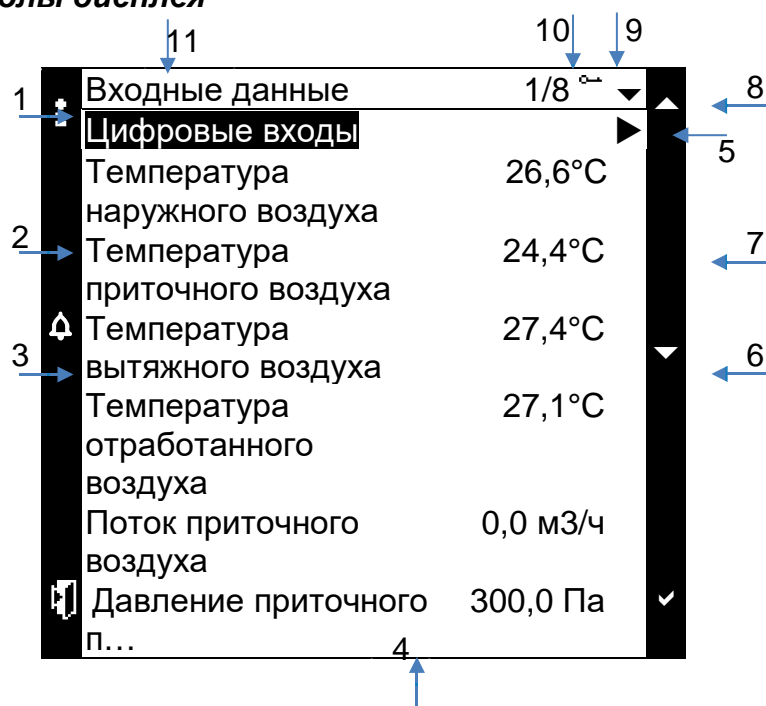 олы дисплея
11 10 9
Входные данные 1/8
1 8
Цифровые входы
5
Температура 26,6°C
наружного воздуха
2 Температура 24,4°C 7
приточного воздуха
Температура 27,4°C
3 вытяжного воздуха 6
Температура 27,1°C
отработанного
воздуха
Поток приточного 0,0 м3/ч
воздуха
Давление приточного 300,0 Па
п…
4